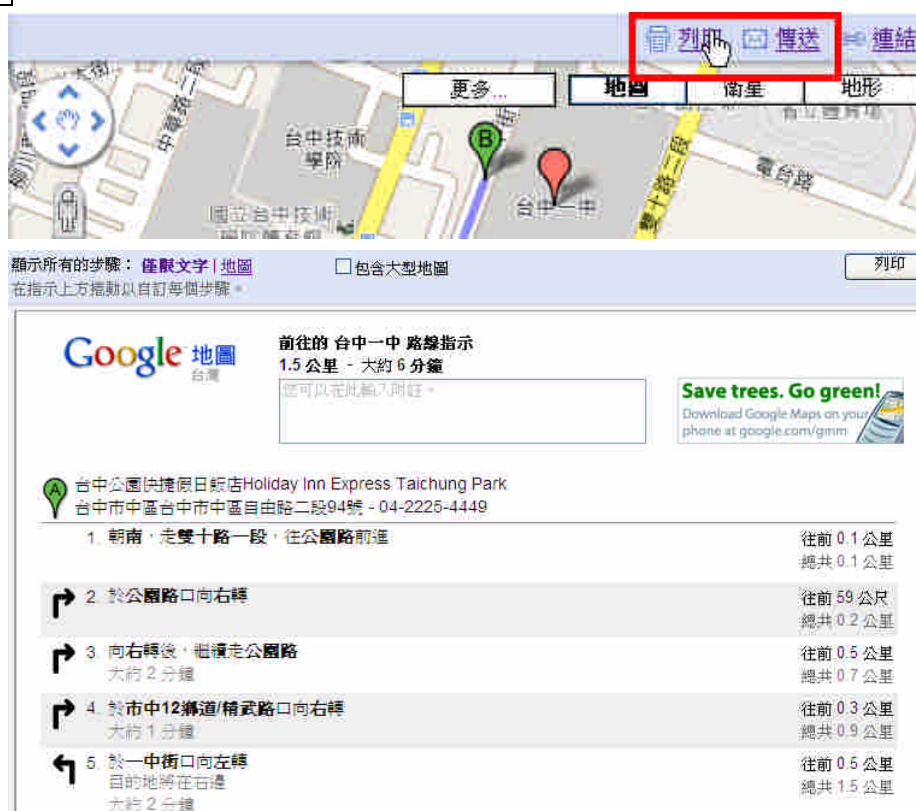 列印 傳送 連結
更多... 地圖 衛星 地形
中華路二段
台中技術
學院
B
電台路
雙十路二段
台中一中
國立台中技術
顯示所有的步驟： 僅限文字 | 地圖
包含大型地圖
列印
在指示上方捲動以自訂每個步驟。
Google 地圖
台灣
前往的 台中一中 路線指示
1.5 公里 - 大約 6 分鐘
您可以在此輸入附註。
Save trees. Go green!
Download Google Maps on your
phone at google.com/gmm
A
台中公園快捷假日飯店Holiday Inn Express Taichung Park
台中市中區台中市中區自由路二段94號 - 04-2225-4449
1. 朝南，走雙十路一段，往公園路前進
往前 0.1 公里
總共 0.1 公里
2. 於公園路口向右轉
往前 59 公尺
總共 0.2 公里
3. 向右轉後，繼續走公園路
大約 2 分鐘
往前 0.5 公里
總共 0.7 公里
4. 於市中12鄉道/精武路口向右轉
大約 1 分鐘
往前 0.3 公里
總共 0.9 公里
5. 於一中街口向左轉
目的地將在右邊
大約 2 分鐘
往前 0.5 公里
總共 1.5 公里